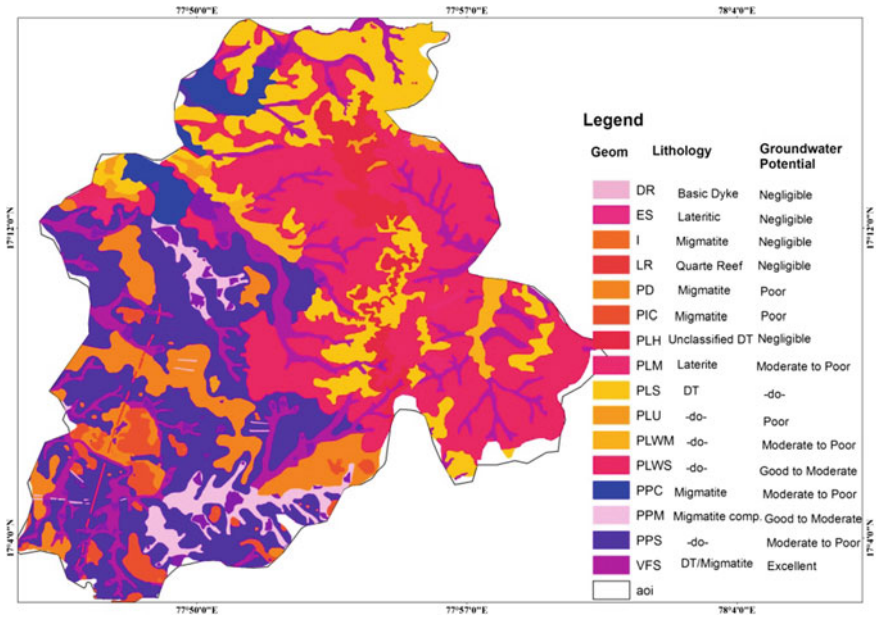 77°50'0"E 77°57'0"E 78°4'0"E
17°12'0"N 17°12'0"N
17°4'0"N 17°4'0"N
Legend
Geom Lithology Groundwater
Potential
DR Basic Dyke Negligible
ES Lateritic Negligible
I Migmatite Negligible
LR Quarte Reef Negligible
PD Migmatite Poor
PIC Migmatite Poor
PLH Unclassified DT Negligible
PLM Laterite Moderate to Poor
PLS DT -do-
PLU -do- Poor
PLWM -do- Moderate to Poor
PLWS -do- Good to Moderate
PPC Migmatite Moderate to Poor
PPM Migmatite comp. Good to Moderate
PPS -do- Moderate to Poor
VFS DT/Migmatite Excellent
aoi
77°50'0"E 77°57'0"E 78°4'0"E